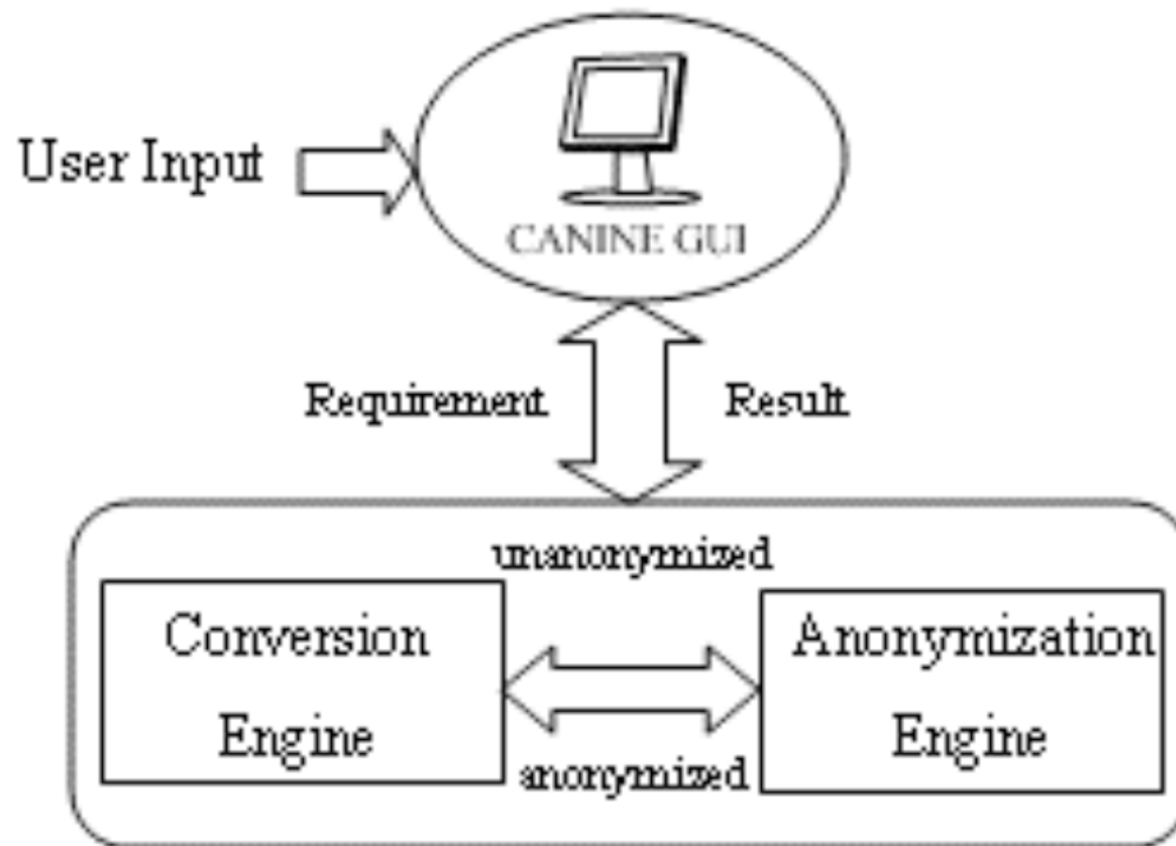 User Input
CANINE GUI
Requirement
Result
unanonymized
Conversion
Engine
Anonymization
Engine
anonymized